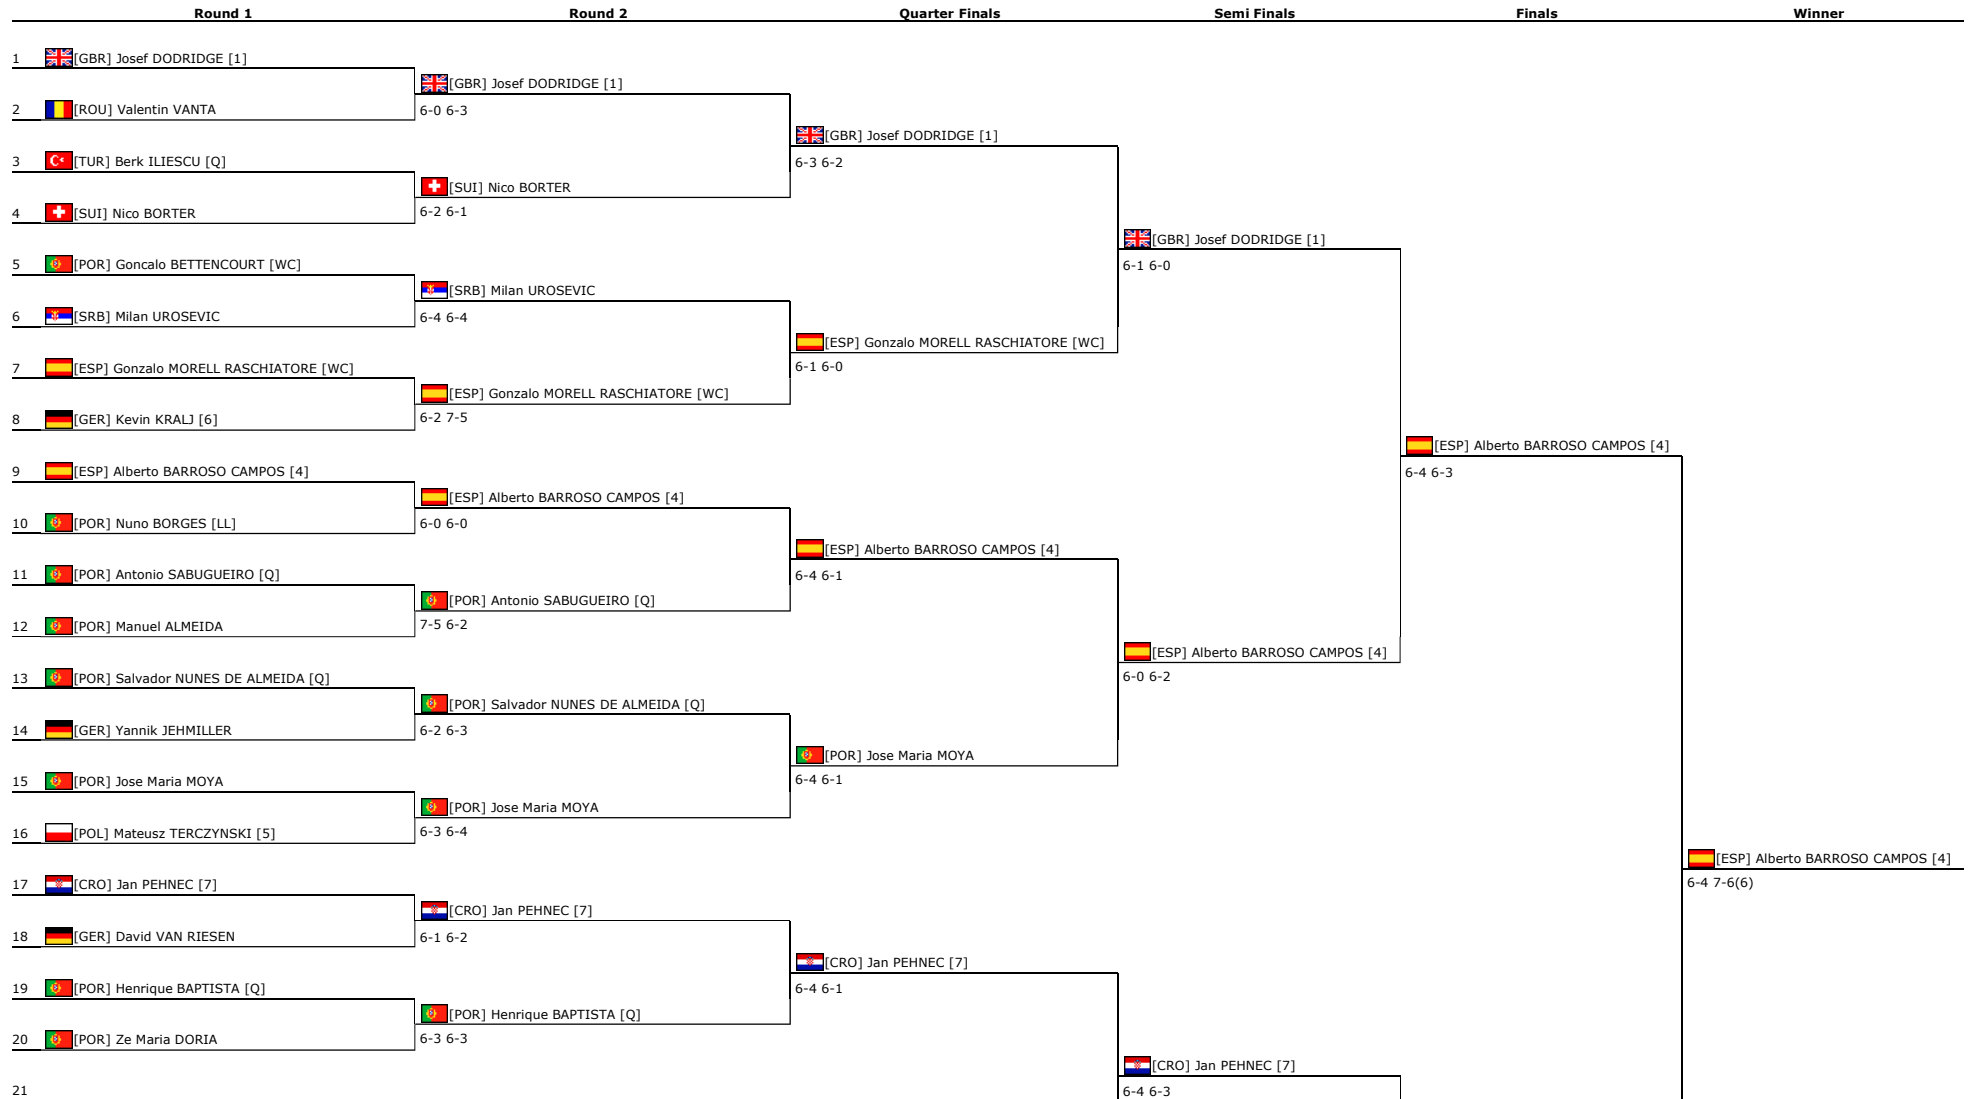 Round 1 Round 2 Quarter Finals Semi Finals Finals Winner
1 [GBR] Josef DODRIDGE [1]
[GBR] Josef DODRIDGE [1]
2 [ROU] Valentin VANTA
6-0 6-3
[GBR] Josef DODRIDGE [1]
3 [TUR] Berk ILIESCU [Q]
6-3 6-2
[SUI] Nico BORTER
4 [SUI] Nico BORTER
6-2 6-1
[GBR] Josef DODRIDGE [1]
5 [POR] Goncalo BETTENCOURT [WC]
6-1 6-0
[SRB] Milan UROSEVIC
6 [SRB] Milan UROSEVIC
6-4 6-4
[ESP] Gonzalo MORELL RASCHIATORE [WC]
7 [ESP] Gonzalo MORELL RASCHIATORE [WC]
6-1 6-0
[ESP] Gonzalo MORELL RASCHIATORE [WC]
8 [GER] Kevin KRALJ [6]
6-2 7-5
[ESP] Alberto BARROSO CAMPOS [4]
9 [ESP] Alberto BARROSO CAMPOS [4]
6-4 6-3
[ESP] Alberto BARROSO CAMPOS [4]
10 [POR] Nuno BORGES [LL]
6-0 6-0
[ESP] Alberto BARROSO CAMPOS [4]
11 [POR] Antonio SABUGUEIRO [Q]
6-4 6-1
[POR] Antonio SABUGUEIRO [Q]
12 [POR] Manuel ALMEIDA
7-5 6-2
[ESP] Alberto BARROSO CAMPOS [4]
13 [POR] Salvador NUNES DE ALMEIDA [Q]
6-0 6-2
[POR] Salvador NUNES DE ALMEIDA [Q]
14 [GER] Yannik JEHMILLER
6-2 6-3
[POR] Jose Maria MOYA
15 [POR] Jose Maria MOYA
6-4 6-1
[POR] Jose Maria MOYA
16 [POL] Mateusz TERCZYNSKI [5]
6-3 6-4
[ESP] Alberto BARROSO CAMPOS [4]
17 [CRO] Jan PEHNEC [7]
6-4 7-6(6)
[CRO] Jan PEHNEC [7]
18 [GER] David VAN RIESEN
6-1 6-2
[CRO] Jan PEHNEC [7]
19 [POR] Henrique BAPTISTA [Q]
6-4 6-1
[POR] Henrique BAPTISTA [Q]
20 [POR] Ze Maria DORIA
6-3 6-3
[CRO] Jan PEHNEC [7]
21
6-4 6-3